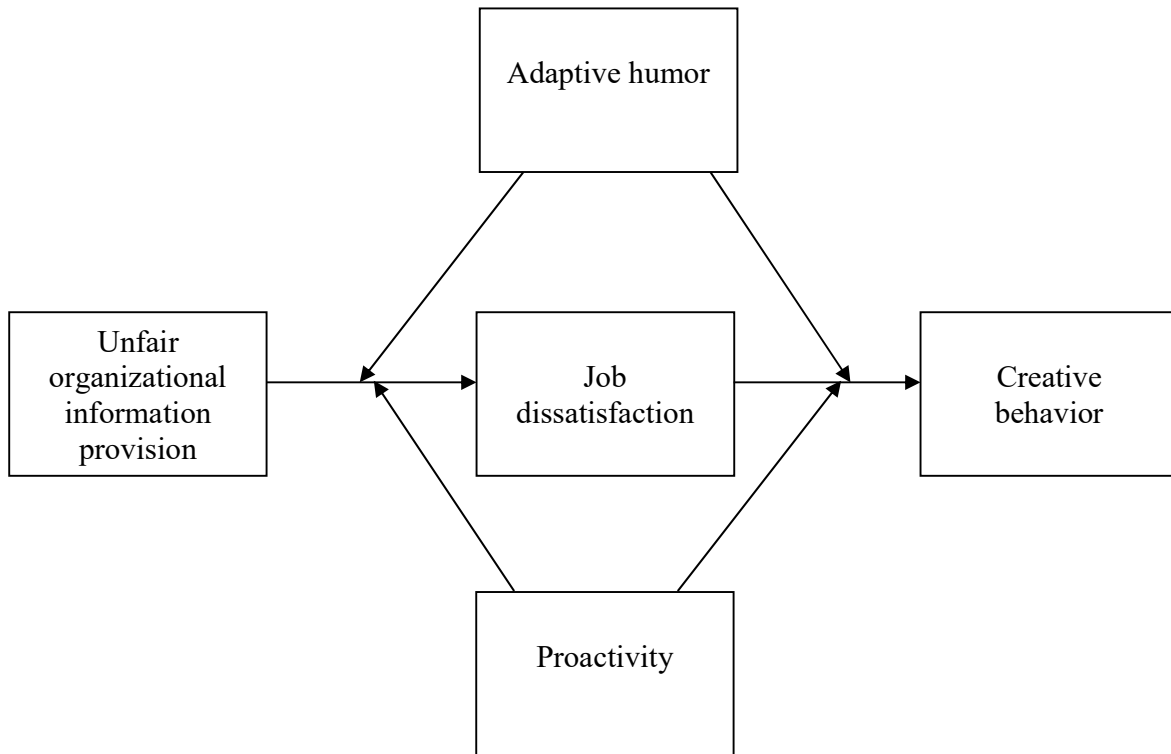 Adaptive humor
Unfair
organizational
information
provision
Job
dissatisfaction
Creative
behavior
Proactivity